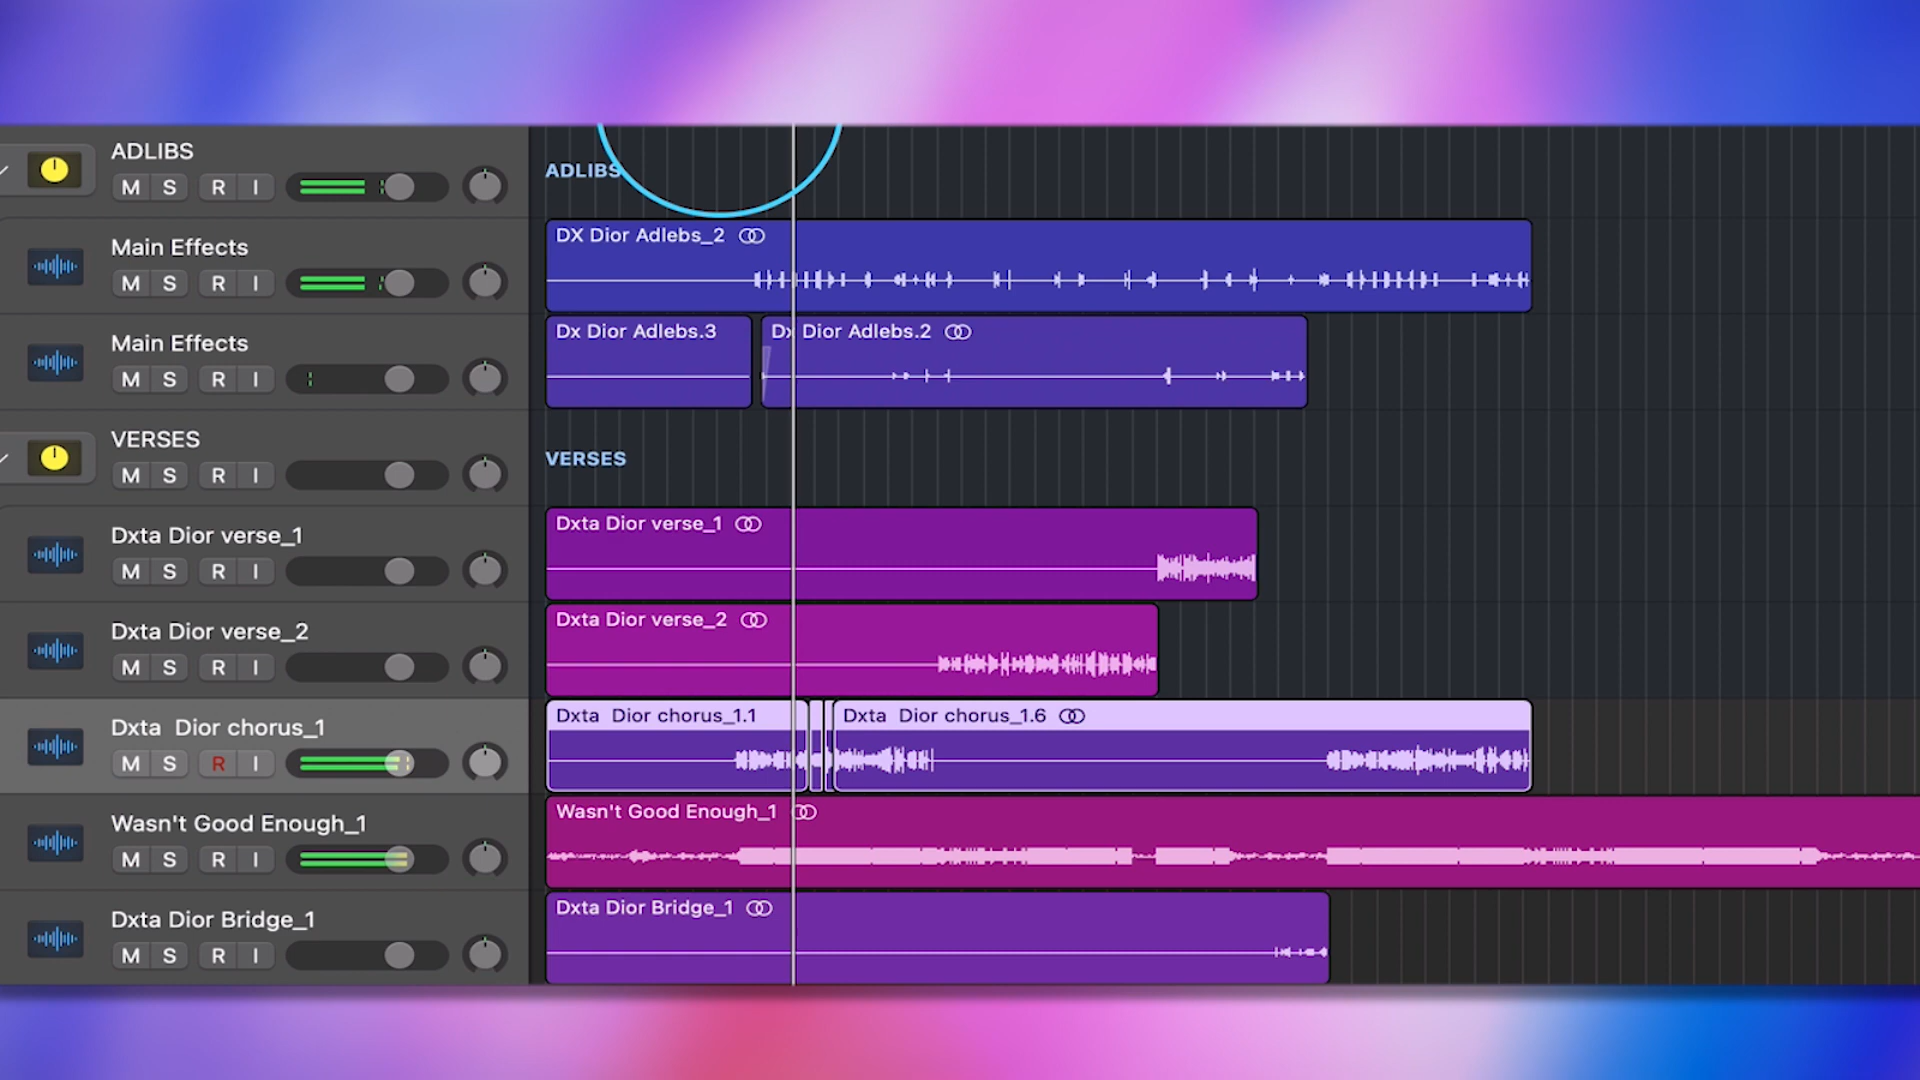 ADLIBS
M S R I
ADLIBS
Main Effects
M S R I
DX Dior Adlebs_2
Main Effects
M S R I
Dx Dior Adlebs.3
Dx Dior Adlebs.2
VERSES
M S R I
VERSES
Dxta Dior verse_1
M S R I
Dxta Dior verse_1
Dxta Dior verse_2
M S R I
Dxta Dior verse_2
Dxta  Dior chorus_1
M S R I
Dxta  Dior chorus_1.1
Dxta  Dior chorus_1.6
Wasn't Good Enough_1
M S R I
Wasn't Good Enough_1
Dxta Dior Bridge_1
M S R I
Dxta Dior Bridge_1